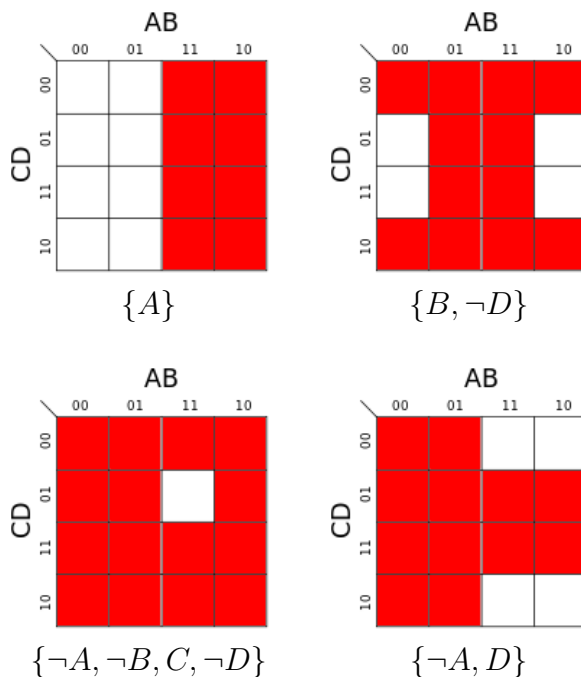 AB AB
00 01 11 10 00 01 11 10
CD 00 01 11 10 CD 00 01 11 10
{A} {B, ¬D}
AB AB
00 01 11 10 00 01 11 10
CD 00 01 11 10 CD 00 01 11 10
{¬A, ¬B, C, ¬D} {¬A, D}